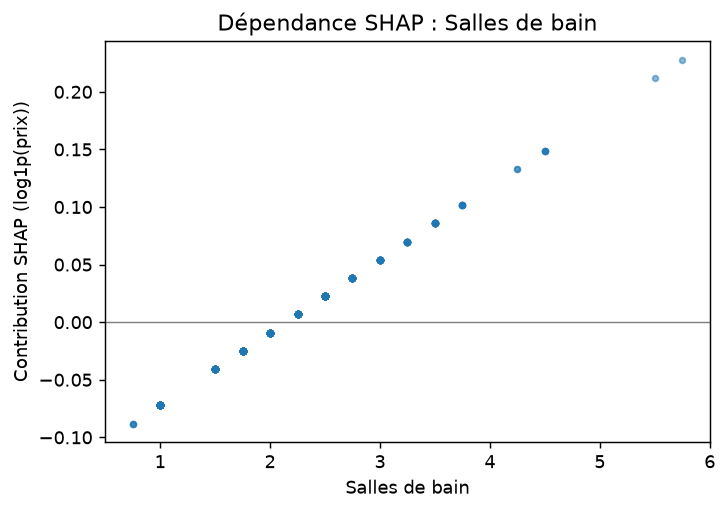 Dépendance SHAP : Salles de bain
Contribution SHAP (log1p(prix))
0.20
0.15
0.10
0.05
0.00
−0.05
−0.10
1 2 3 4 5 6
Salles de bain